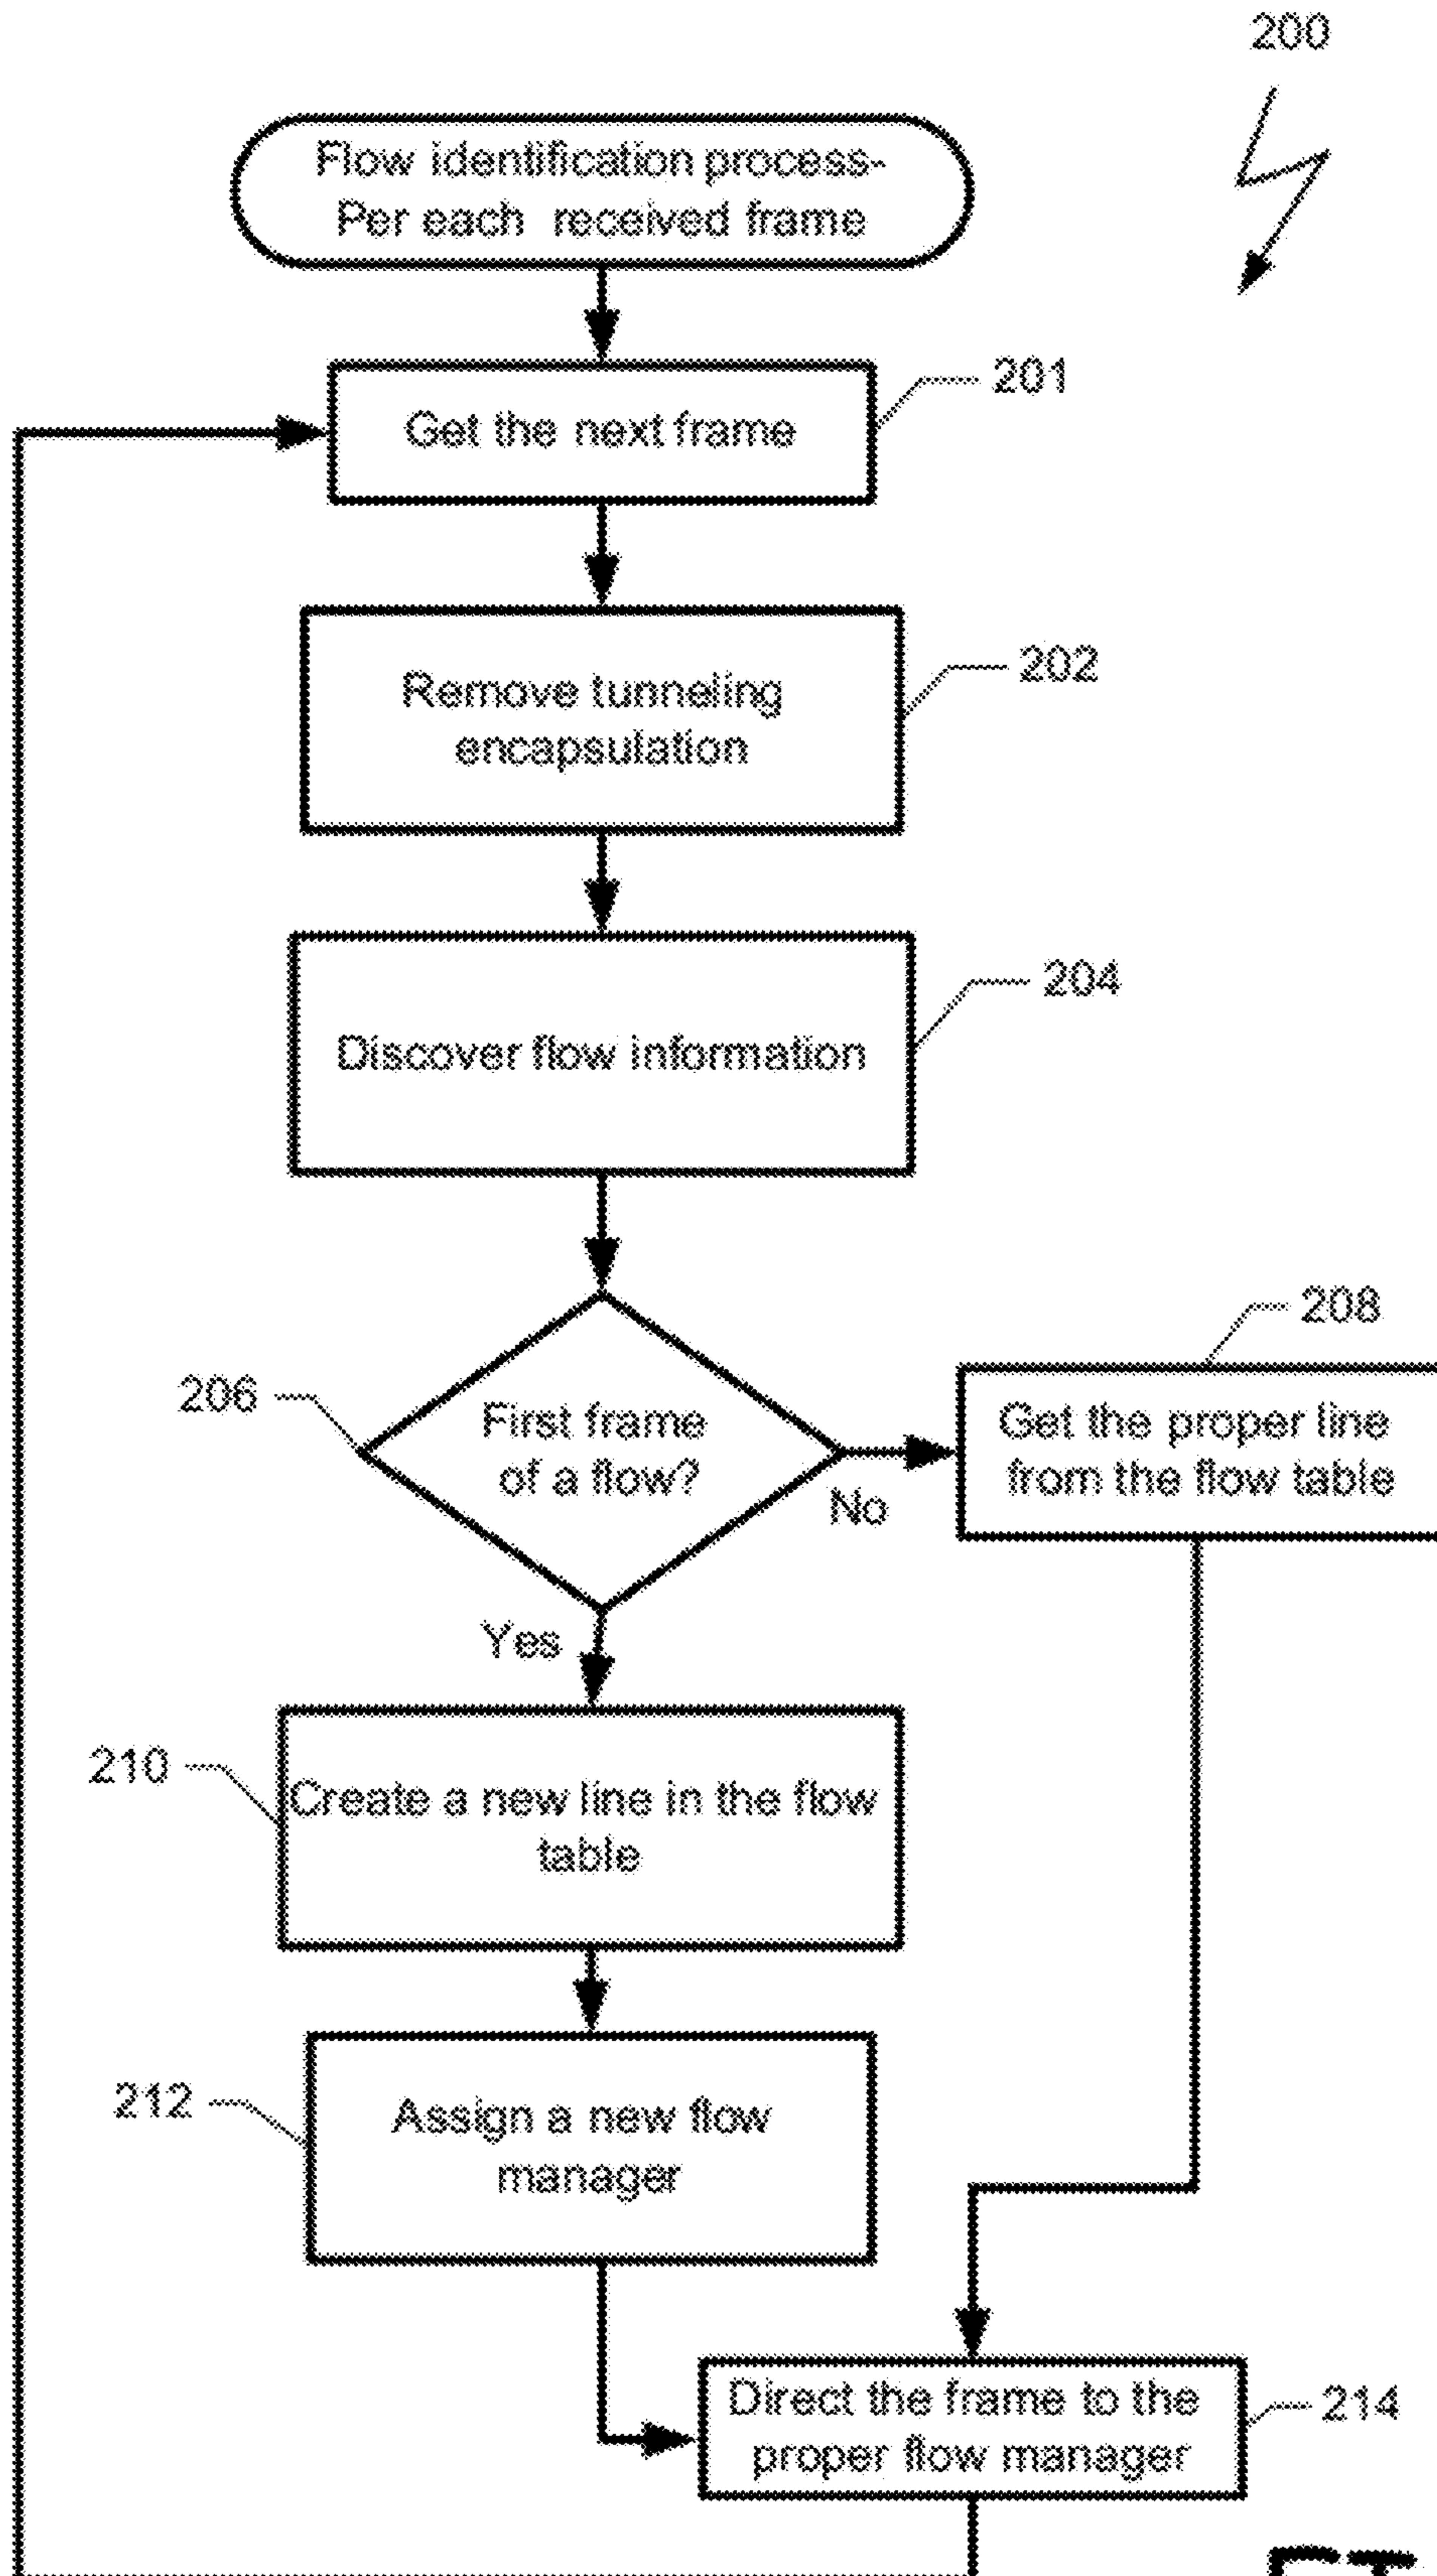 200
Flow identification process-
Per each received frame
201
Get the next frame
202
Remove tunneling
encapsulation
204
Discover flow information
208
206
First frame
of a flow?
Get the proper line
from the flow table
No
Yes
210
Create a new line in the flow
table
212
Assign a new flow
manager
Direct the frame to the
proper flow manager
214